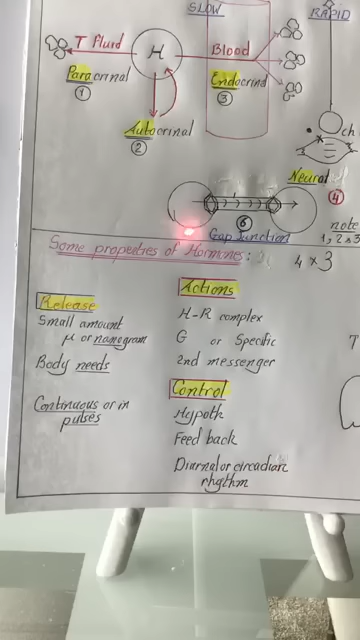 SLOW
RAPID
T Fluid
H
Blood
Paracrinal
①
Endocrinal
③
Autocrinal
②
ch
Neural
④
⑥
Gap Junction
note
1, 2 & 3
Some properties of Hormones:
4 x 3
Release
Small amount
μ or nanogram
Body needs
Continuous or in
pulses
Actions
H-R complex
G or Specific
2nd messenger
Control
Hypoth
Feed back
Diurnal or circadian
rhythm
T